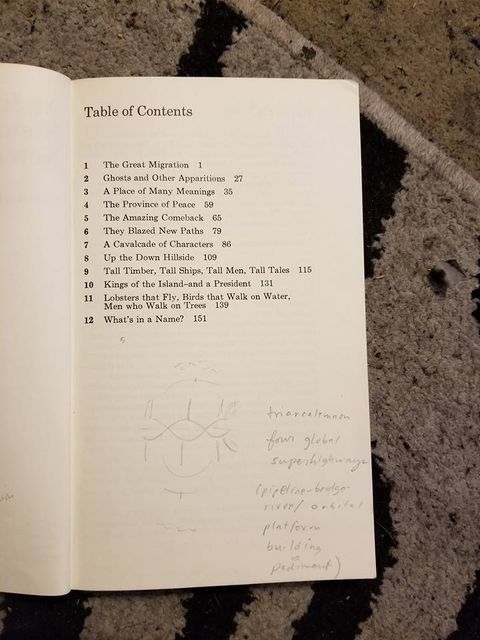 Table of Contents
1 The Great Migration 1
2 Ghosts and Other Apparitions 27
3 A Place of Many Meanings 35
4 The Province of Peace 59
5 The Amazing Comeback 65
6 They Blazed New Paths 79
7 A Cavalcade of Characters 86
8 Up the Down Hillside 109
9 Tall Timber, Tall Ships, Tall Men, Tall Tales 115
10 Kings of the Island–and a President 131
11 Lobsters that Fly, Birds that Walk on Water,
Men who Walk on Trees 139
12 What's in a Name? 151
four global
superhighways
(pipeline-bridge-
river/ orbital
platform
building